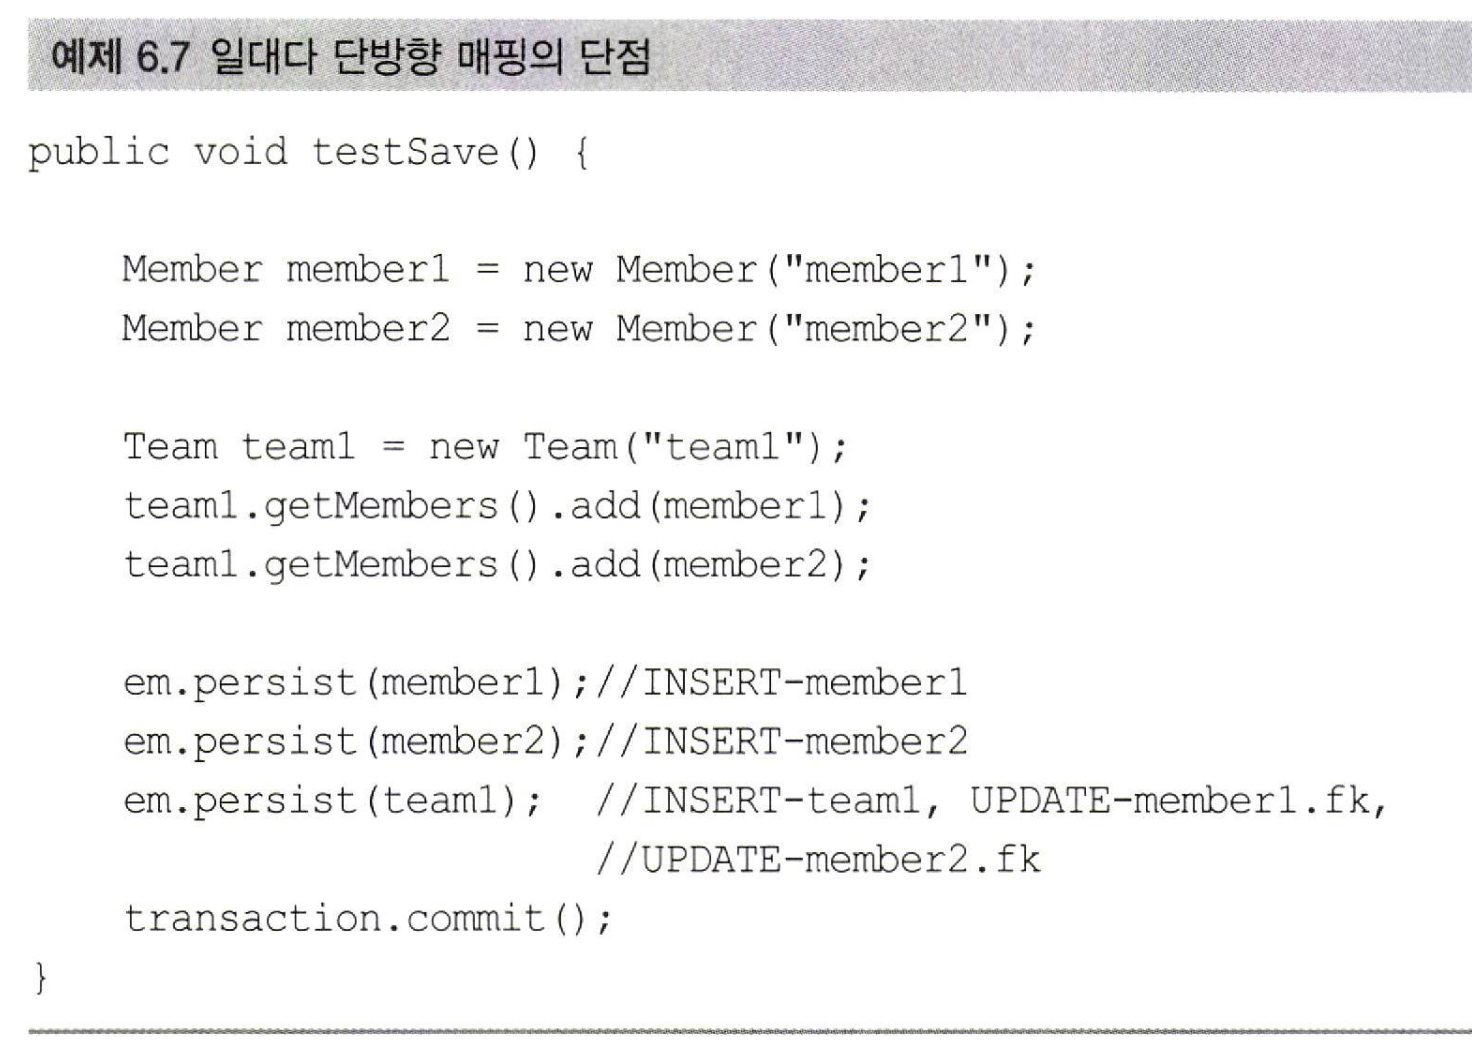 예제 6.7 일대다 단방향 매핑의 단점
public void testSave() {
Member member1 = new Member("member1");
Member member2 = new Member("member2");
Team team1 = new Team("team1");
team1.getMembers().add(member1);
team1.getMembers().add(member2);
em.persist(member1);//INSERT-member1
em.persist(member2);//INSERT-member2
em.persist(team1);  //INSERT-team1, UPDATE-member1.fk,
//UPDATE-member2.fk
transaction.commit();
}